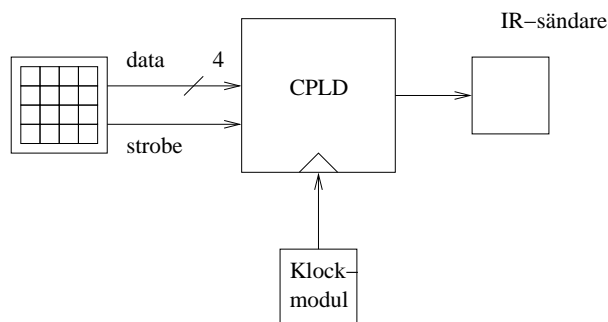 IR−sändare
data 4
CPLD
strobe
Klock−
modul